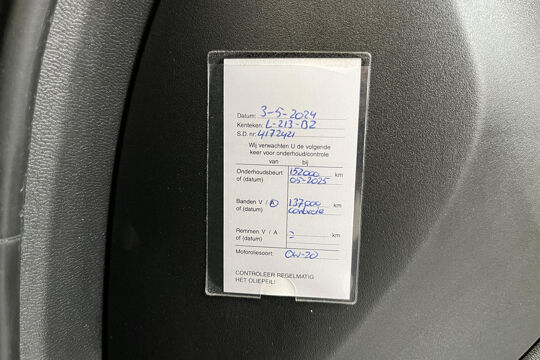 Datum: 3-5-2024
Kenteken: L-213-BZ
S.D. nr: 4172421
Wij verwachten U de volgende
keer voor onderhoud/controle
van bij
Onderhoudsbeurt 152000 km
of (datum) 05-2025
Banden V / A 137000 km
of (datum) controle
Remmen V / A 2 km
of (datum)
Motoroliesoort: 0W-20
CONTROLEER REGELMATIG
HET OLIEPEIL!